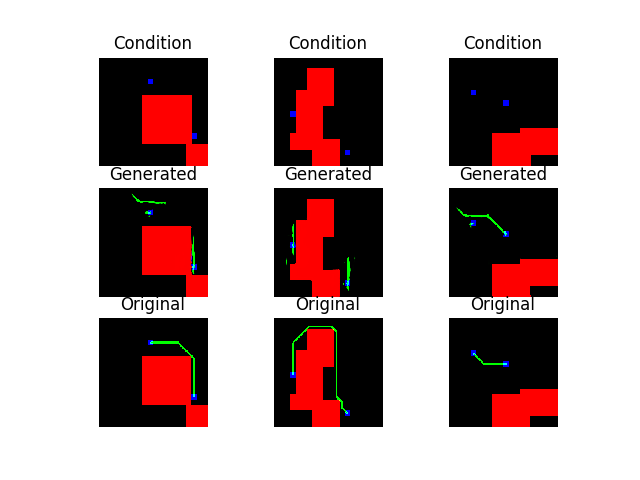 Condition Condition Condition
Generated Generated Generated
Original Original Original